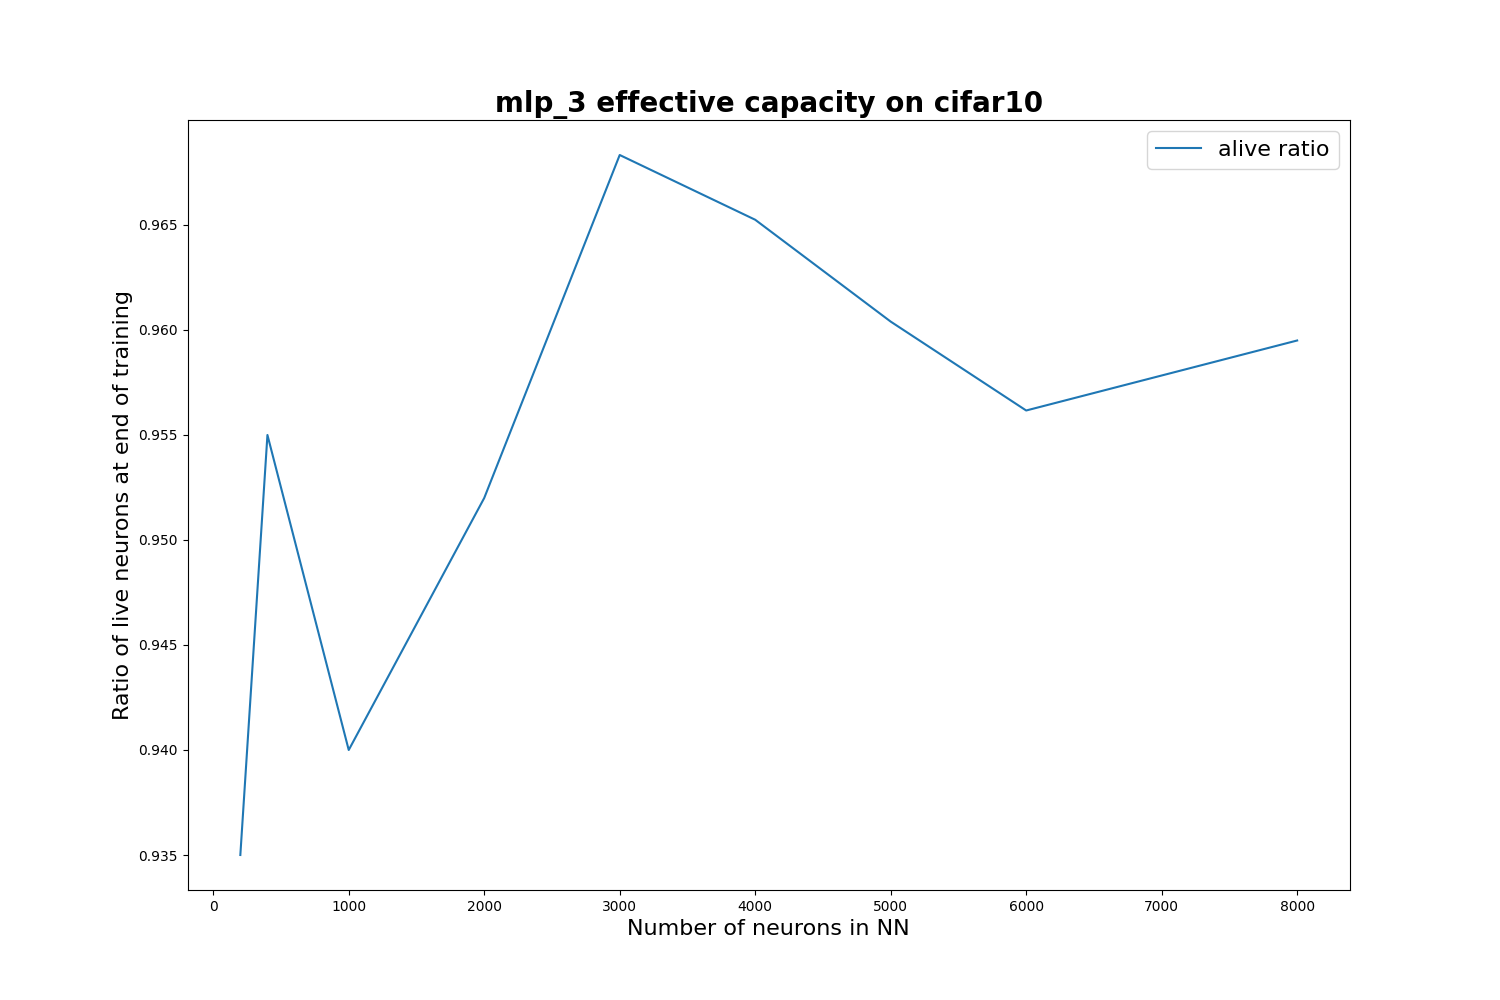 mlp_3 effective capacity on cifar10
alive ratio
Ratio of live neurons at end of training
0.965
0.960
0.955
0.950
0.945
0.940
0.935
0 1000 2000 3000 4000 5000 6000 7000 8000
Number of neurons in NN